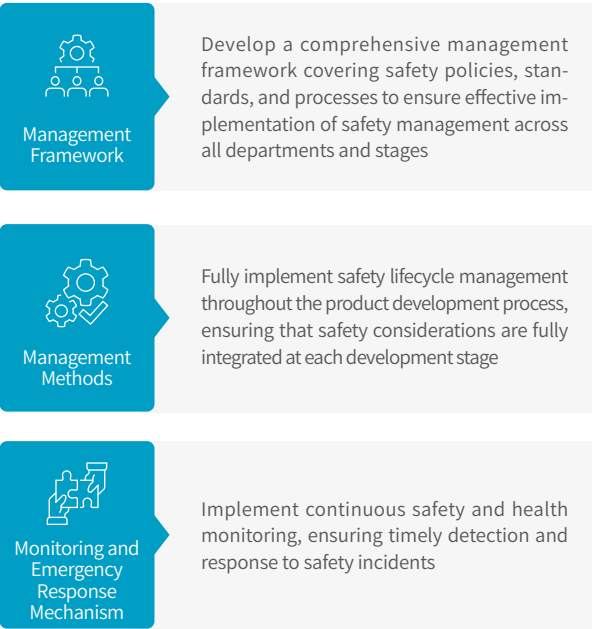 Management
Framework
Develop a comprehensive management
framework covering safety policies, stan-
dards, and processes to ensure effective im-
plementation of safety management across
all departments and stages
Management
Methods
Fully implement safety lifecycle management
throughout the product development process,
ensuring that safety considerations are fully
integrated at each development stage
Monitoring and
Emergency
Response
Mechanism
Implement continuous safety and health
monitoring, ensuring timely detection and
response to safety incidents